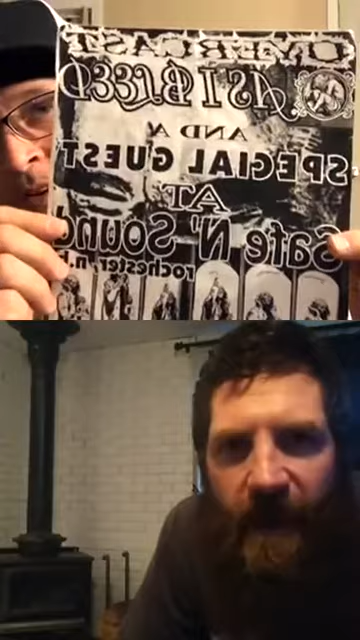 OVERCAST
AS I BLEED
AND A
SPECIAL GUEST
AT
Safe N' Sound
rochester, n.h